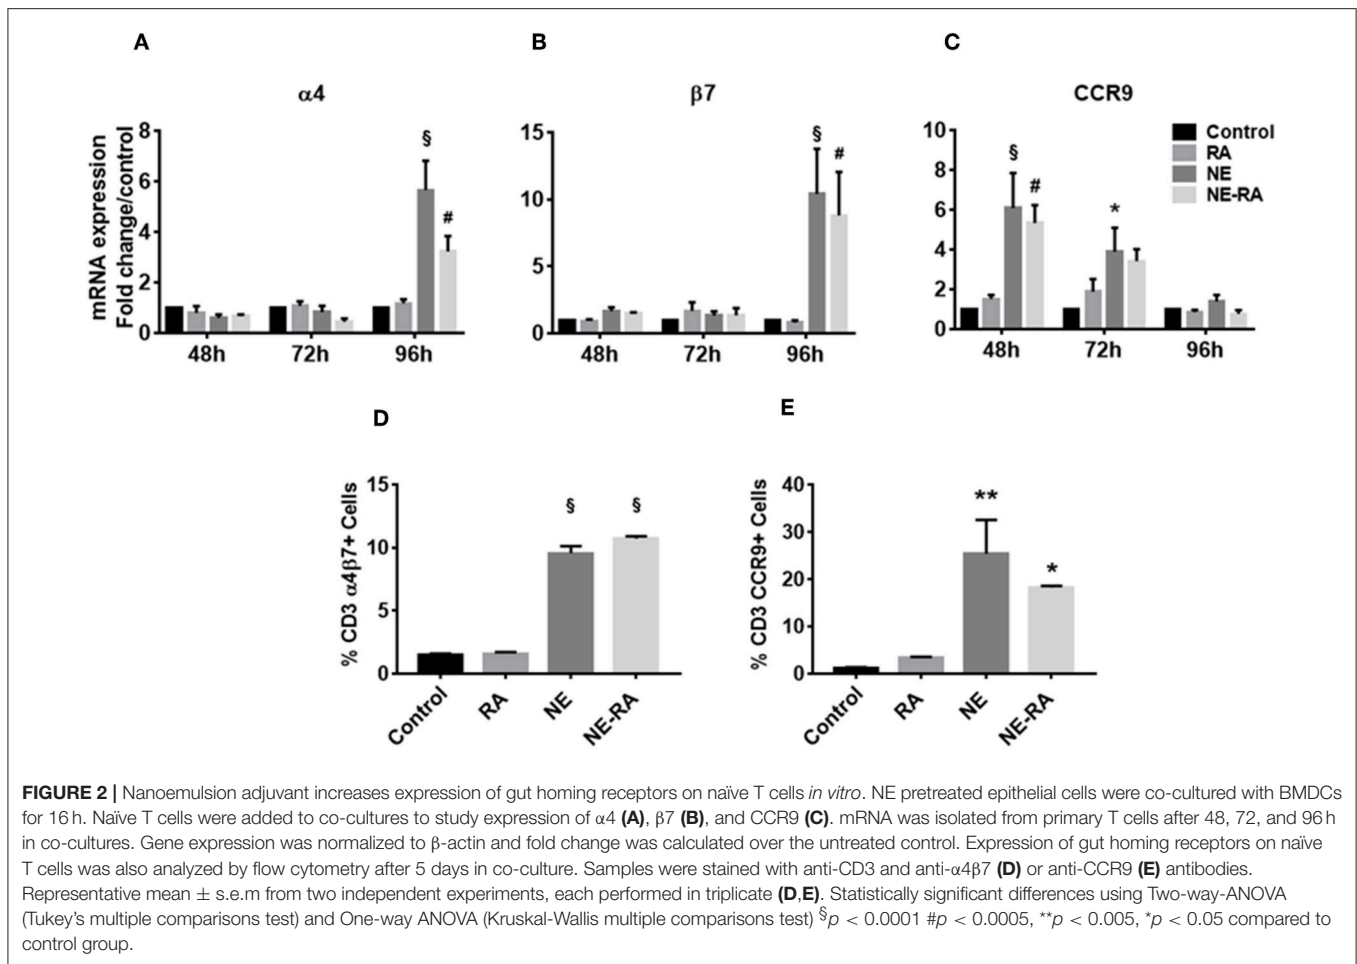 A
B
C
α4
β7
CCR9
mRNA expression
Fold change/control
8
6
4
2
0
§
#
48h
72h
96h
15
10
5
0
§
#
48h
72h
96h
10
8
6
4
2
0
§
#
*
48h
72h
96h
Control
RA
NE
NE-RA
D
E
% CD3 α4β7+ Cells
15
10
5
0
§
§
Control
RA
NE
NE-RA
% CD3 CCR9+ Cells
40
30
20
10
0
**
*
Control
RA
NE
NE-RA
FIGURE 2 | Nanoemulsion adjuvant increases expression of gut homing receptors on naïve T cells in vitro. NE pretreated epithelial cells were co-cultured with BMDCs
for 16 h. Naïve T cells were added to co-cultures to study expression of α4 (A), β7 (B), and CCR9 (C). mRNA was isolated from primary T cells after 48, 72, and 96 h
in co-cultures. Gene expression was normalized to β-actin and fold change was calculated over the untreated control. Expression of gut homing receptors on naïve
T cells was also analyzed by flow cytometry after 5 days in co-culture. Samples were stained with anti-CD3 and anti-α4β7 (D) or anti-CCR9 (E) antibodies.
Representative mean ± s.e.m from two independent experiments, each performed in triplicate (D,E). Statistically significant differences using Two-way-ANOVA
(Tukey's multiple comparisons test) and One-way ANOVA (Kruskal-Wallis multiple comparisons test) §p < 0.0001 #p < 0.0005, **p < 0.005, *p < 0.05 compared to
control group.